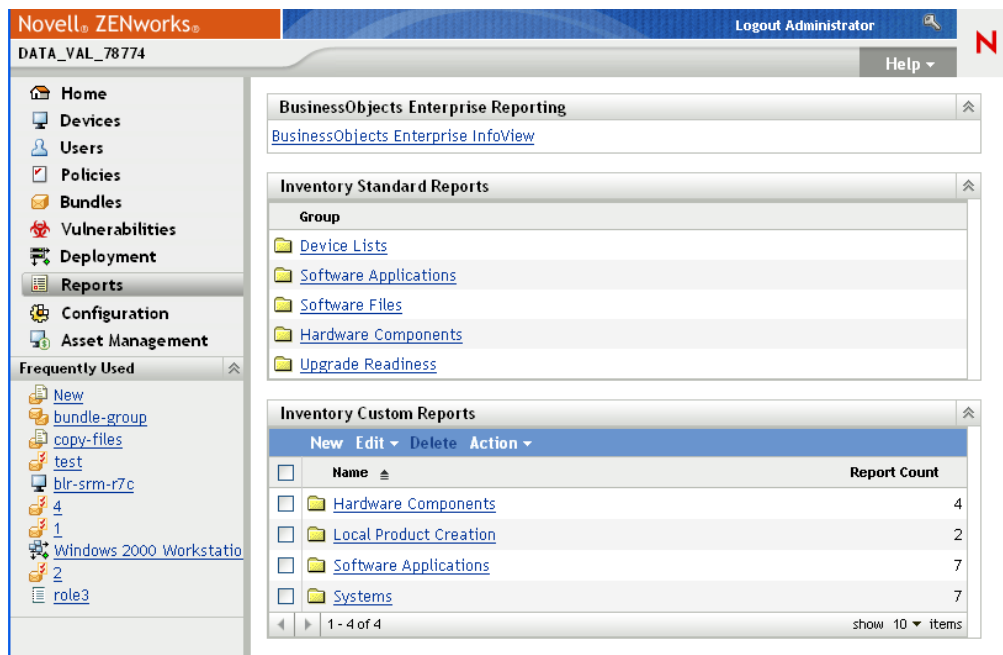 Novell® ZENworks®
Logout Administrator
N
DATA_VAL_78774
Help
Home
Devices
Users
Policies
Bundles
Vulnerabilities
Deployment
Reports
Configuration
Asset Management
Frequently Used
New
bundle-group
copy-files
test
blr-srm-r7c
4
1
Windows 2000 Workstatio
2
role3
BusinessObjects Enterprise Reporting
BusinessObjects Enterprise InfoView
Inventory Standard Reports
Group
Device Lists
Software Applications
Software Files
Hardware Components
Upgrade Readiness
Inventory Custom Reports
New Edit Delete Action
Name Report Count
Hardware Components 4
Local Product Creation 2
Software Applications 7
Systems 7
1 - 4 of 4 show 10 items